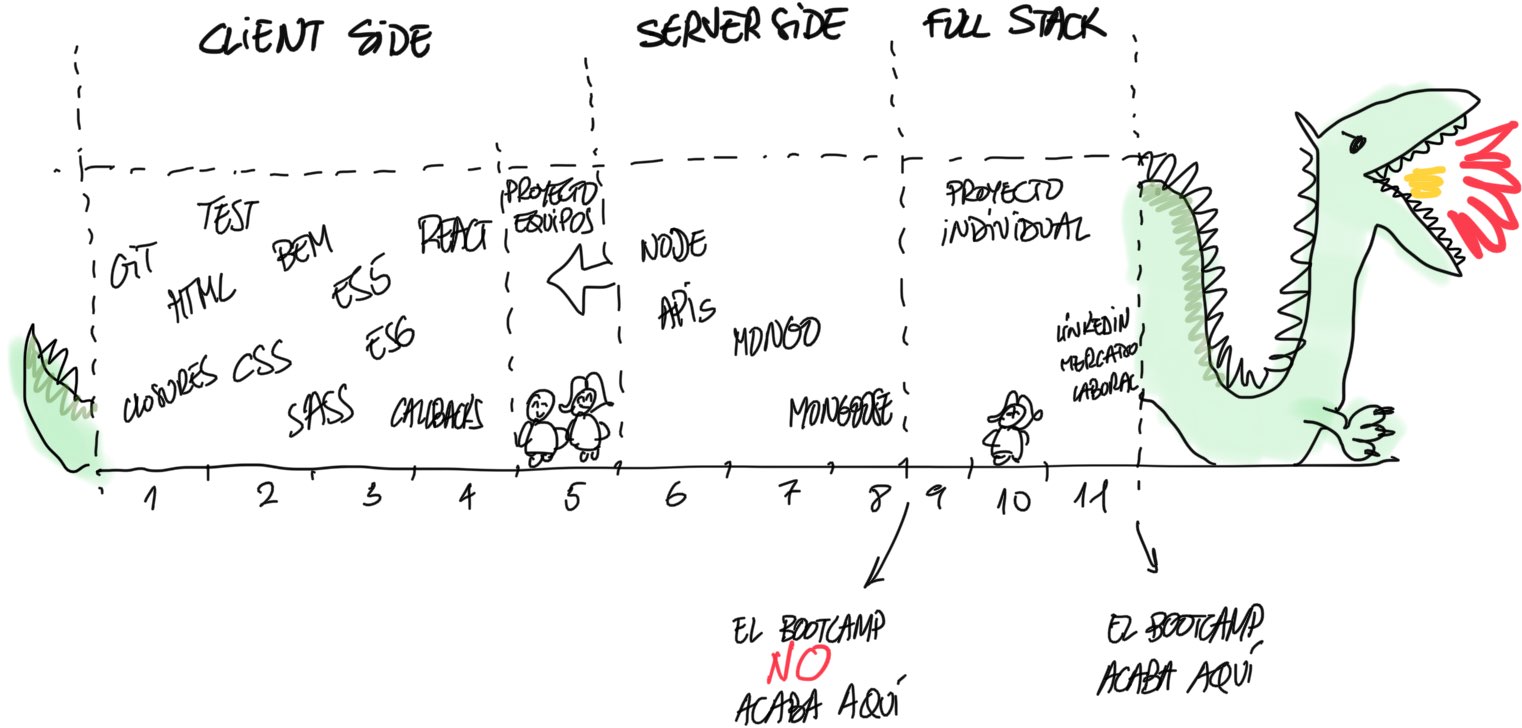 CLIENT SIDE
SERVER SIDE
FULL STACK
GIT
TEST
HTML
BEM
ES5
REACT
CLOSURES
CSS
ES6
SASS
CALLBACKS
PROYECTO
EQUIPOS
NODE
APIS
MONGO
MONGOOSE
PROYECTO
INDIVIDUAL
LINKEDIN
MERCADO
LABORAL
1 2 3 4 5 6 7 8 9 10 11
EL BOOTCAMP
NO
ACABA AQUÍ
EL BOOTCAMP
ACABA AQUÍ